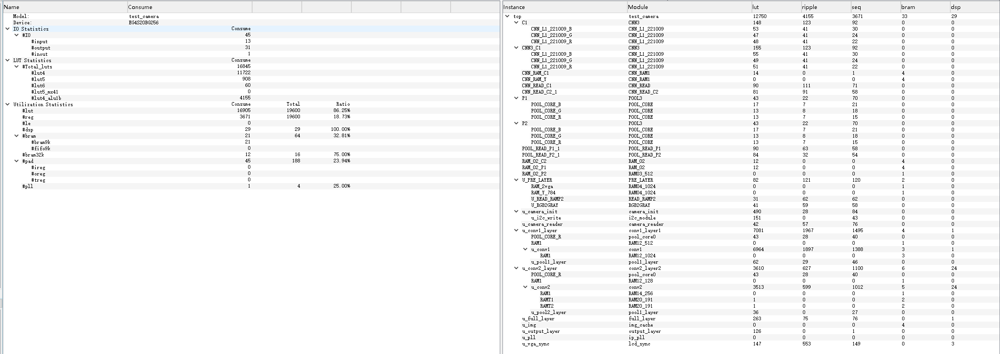 Name Consume
Model: test_camera
Device: EG4S20BG256
IO Statistics Consume
#IO 45
#input 13
#output 31
#inout 1
LUT Statistics Consume
#Total_luts 16845
#lut4 11722
#lut5 908
#lut6 60
#lut5_mx41 0
#lut4_alu1b 4155
Utilization Statistics Consume Total Ratio
#lut 16905 19600 86.25%
#reg 3671 19600 18.73%
#le 0
#dsp 29 29 100.00%
#bram 21 64 32.81%
#bram9k 21
#fifo9k 0
#bram32k 12 16 75.00%
#pad 45 188 23.94%
#ireg 0
#oreg 0
#treg 0
#pll 1 4 25.00%
Instance Module lut ripple seq bram dsp
top test_camera 12750 4155 3671 33 29
C1 CNN3 148 123 92 0 0
CNN_L1_221009_B CNN_L1_221009 53 41 30 0 0
CNN_L1_221009_G CNN_L1_221009 47 41 24 0 0
CNN_L1_221009_R CNN_L1_221009 48 41 22 0 0
CNN3_C1 CNN3 155 123 92 0 0
CNN_L1_221009_B CNN_L1_221009 55 41 30 0 0
CNN_L1_221009_G CNN_L1_221009 49 41 24 0 0
CNN_L1_221009_R CNN_L1_221009 51 41 22 0 0
CNN_RAM_C1 CNN_RAM1 14 0 1 4 0
CNN_RAM_Y CNN_RAM1 0 0 0 4 0
CNN_READ_C1 CNN_READ 90 111 71 0 0
CNN_READ_C2_1 CNN_READ_C2 81 91 58 0 0
P1 POOL3 43 22 70 0 0
POOL_CORE_B POOL_CORE 17 7 21 0 0
POOL_CORE_G POOL_CORE 13 8 18 0 0
POOL_CORE_R POOL_CORE 13 7 15 0 0
P2 POOL3 43 22 70 0 0
POOL_CORE_B POOL_CORE 17 7 21 0 0
POOL_CORE_G POOL_CORE 13 8 18 0 0
POOL_CORE_R POOL_CORE 13 7 15 0 0
POOL_READ_P1_1 POOL_READ_P1 90 63 58 0 0
POOL_READ_P2_1 POOL_READ_P2 84 32 54 0 0
RAM_02_C2 RAM_02 12 0 0 4 0
RAM_02_P1 RAM_02 12 0 0 4 0
RAM_02_P2 RAM03_512 0 0 0 1 0
U_PRE_LAYER PRE_LAYER 82 121 120 2 0
RAM_2vga RAM04_1024 0 0 0 1 0
RAM_Y_784 RAM04_1024 0 0 0 1 0
U_READ_RAMP2 READ_RAMP2 31 62 62 0 0
U_RGB2GRAY RGB2GRAY 41 59 58 0 0
u_camera_init camera_init 490 28 84 0 0
u_i2c_write i2c_module 151 0 43 0 0
u_camera_reader camera_reader 42 57 76 0 0
u_conv1_layer conv1_layer1 7081 1967 1495 4 1
POOL_CORE_R pool_core0 43 28 40 0 0
RAM1 RAM12_512 0 0 0 1 0
u_conv1 conv1 6964 1897 1388 3 1
RAM1 RAM12_1024 0 0 0 3 0
u_pool1_layer pool1_layer 62 29 46 0 0
u_conv2_layer conv2_layer2 3610 627 1100 6 24
POOL_CORE_R pool_core0 43 28 40 0 0
RAM1 RAM12_128 0 0 0 1 0
u_conv2 conv2 3513 599 1012 5 24
RAM1 RAM14_256 0 0 0 1 0
RAMT1 RAM20_191 1 0 0 2 0
RAMT2 RAM20_191 1 0 0 2 0
u_pool2_layer pool1_layer 36 0 27 0 0
u_full_layer full_layer 263 75 76 0 1
u_img img_cache 0 0 0 4 0
u_output_layer output_layer 126 0 1 0 0
u_pll ip_pll 0 0 0 0 0
u_vga_sync lcd_sync 147 553 149 0 3